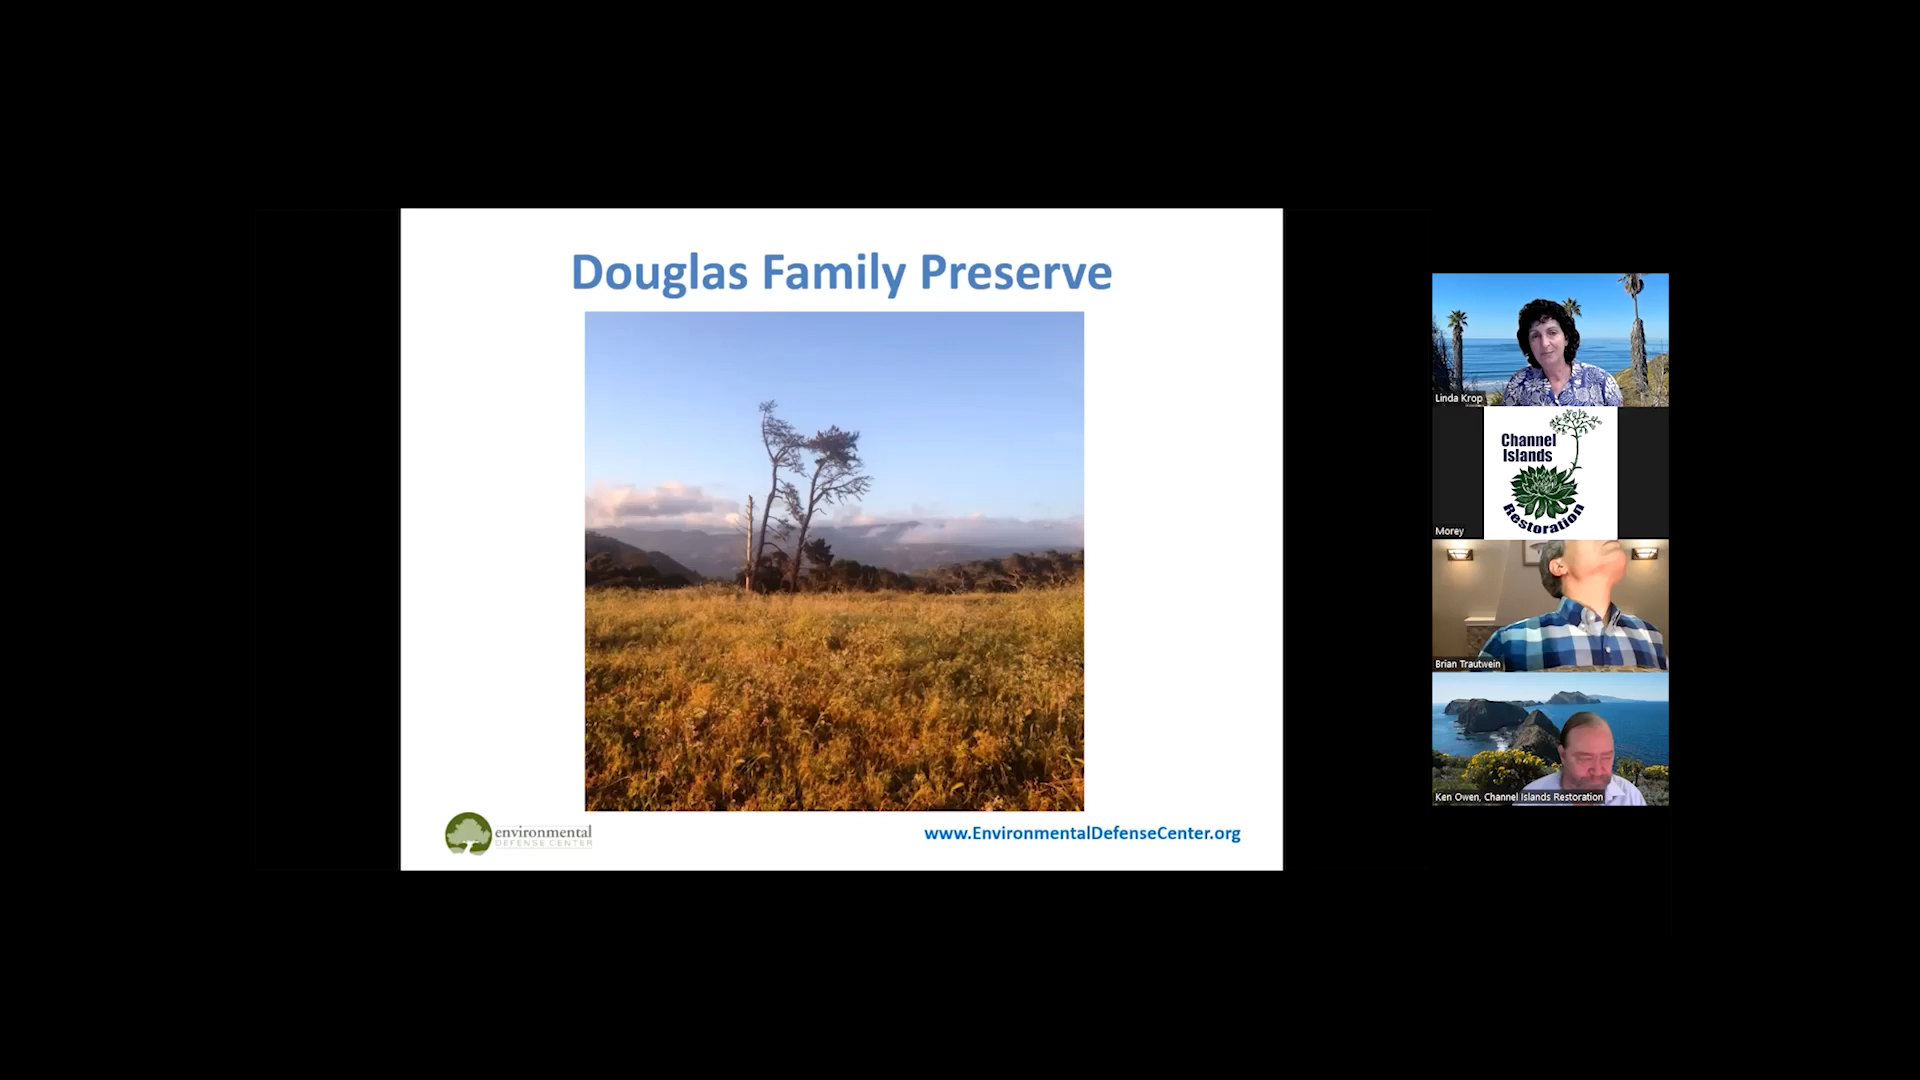 Douglas Family Preserve
environmental
DEFENSE CENTER
www.EnvironmentalDefenseCenter.org
Linda Krop
Channel
Islands
Restoration
Morey
Brian Trautwein
Ken Owen, Channel Islands Restoration